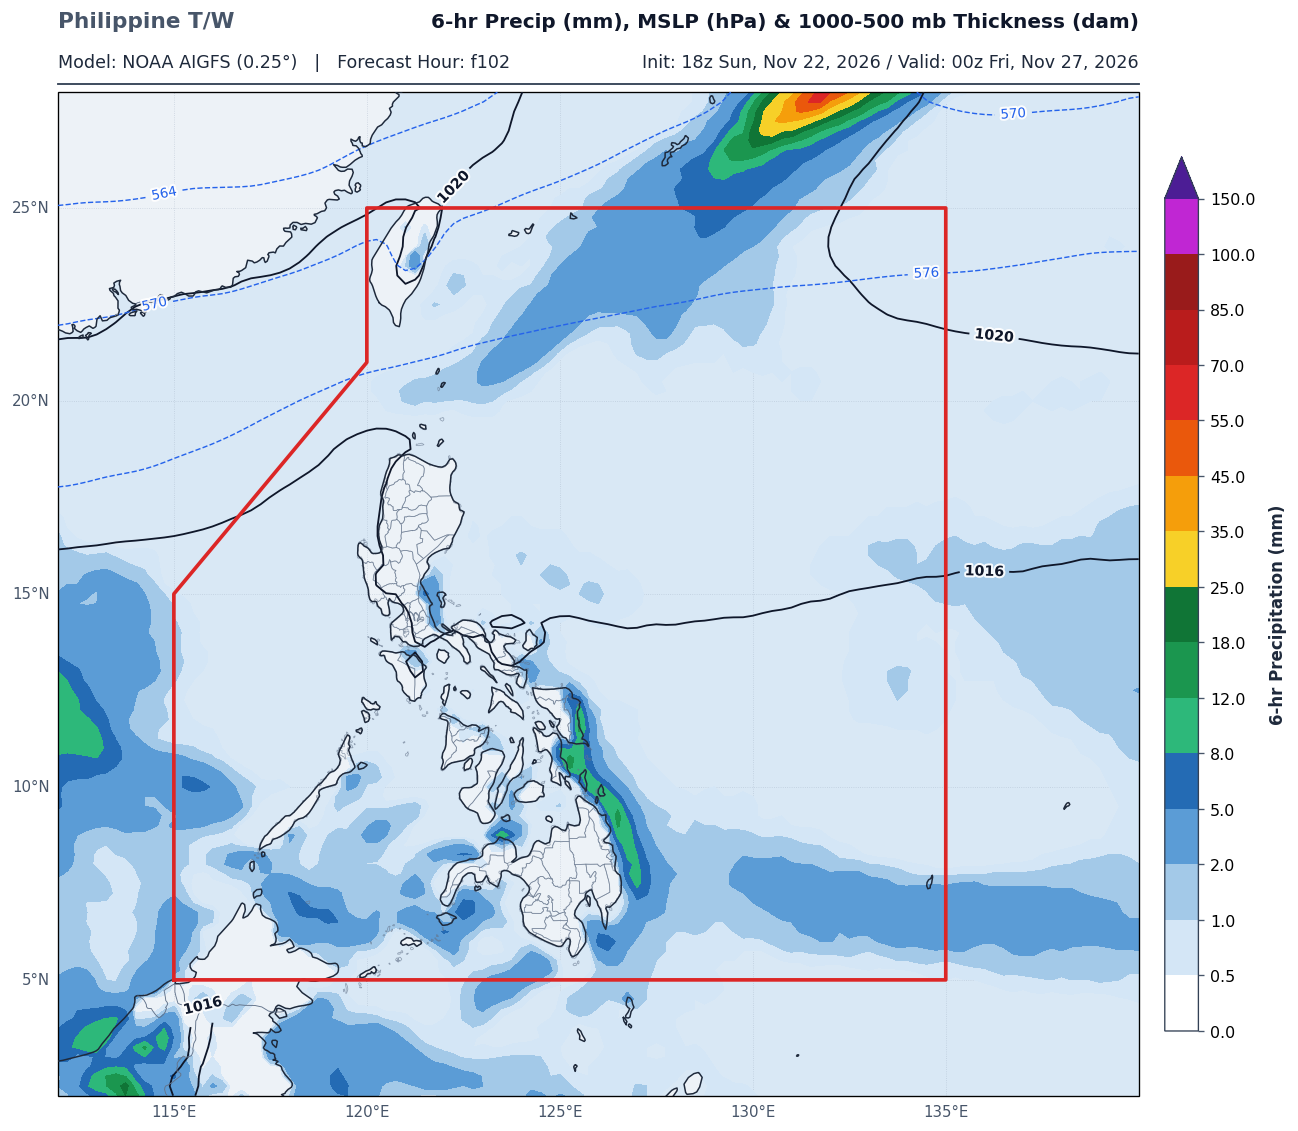 Philippine T/W
6-hr Precip (mm), MSLP (hPa) & 1000-500 mb Thickness (dam)
Model: NOAA AIGFS (0.25°) | Forecast Hour: f102
Init: 18z Sun, Nov 22, 2026 / Valid: 00z Fri, Nov 27, 2026
570
564
1020
25°N
576
570
1020
20°N
1016
15°N
10°N
5°N
1016
115°E
120°E
125°E
130°E
135°E
150.0
100.0
85.0
70.0
55.0
45.0
35.0
25.0
18.0
12.0
8.0
5.0
2.0
1.0
0.5
0.0
6-hr Precipitation (mm)